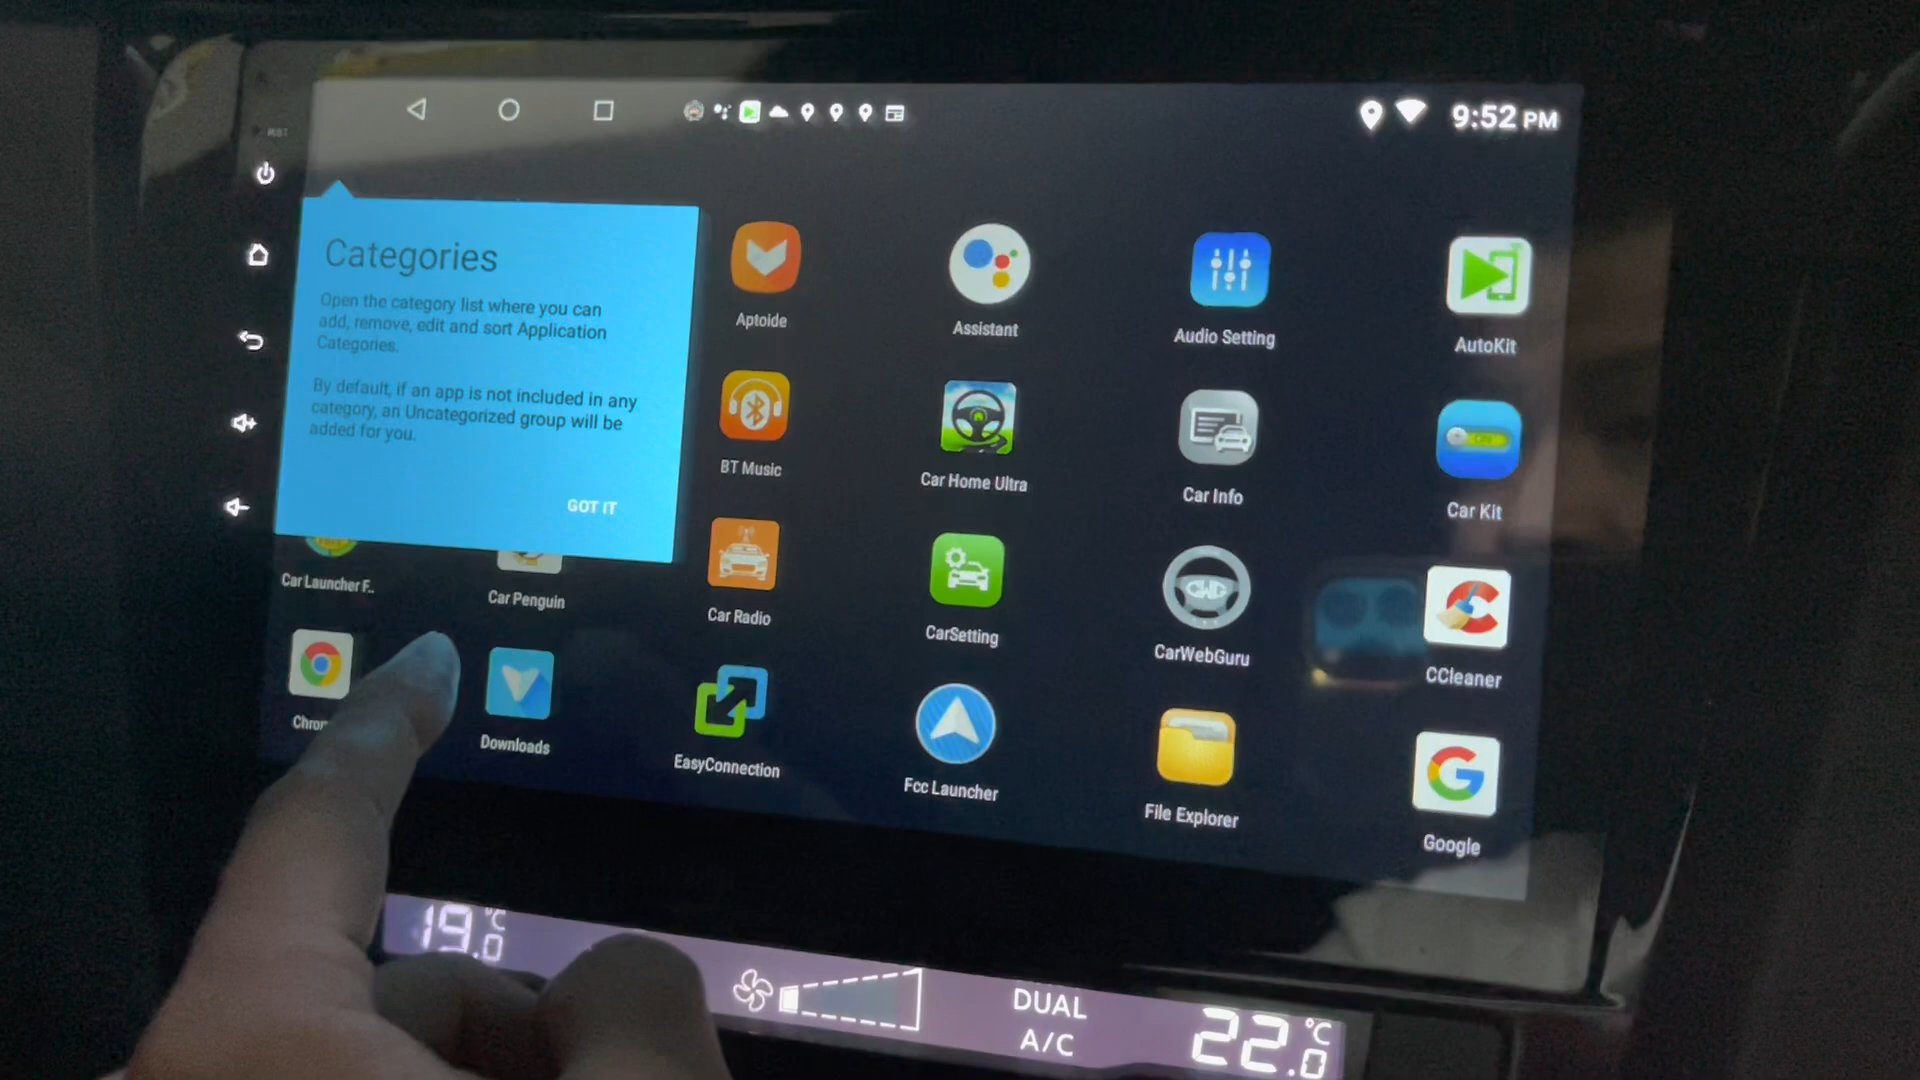 9:52 PM
RST
Categories
Open the category list where you can
add, remove, edit and sort Application
Categories.
By default, if an app is not included in any
category, an Uncategorized group will be
added for you.
GOT IT
Aptoide
Assistant
Audio Setting
AutoKit
BT Music
Car Home Ultra
Car Info
Car Kit
Car Launcher F..
Car Penguin
Car Radio
CarSetting
CWG
CarWebGuru
CCleaner
Chrom
Downloads
EasyConnection
Fcc Launcher
File Explorer
Google
19.0 °C
DUAL
A/C
22.0 °C